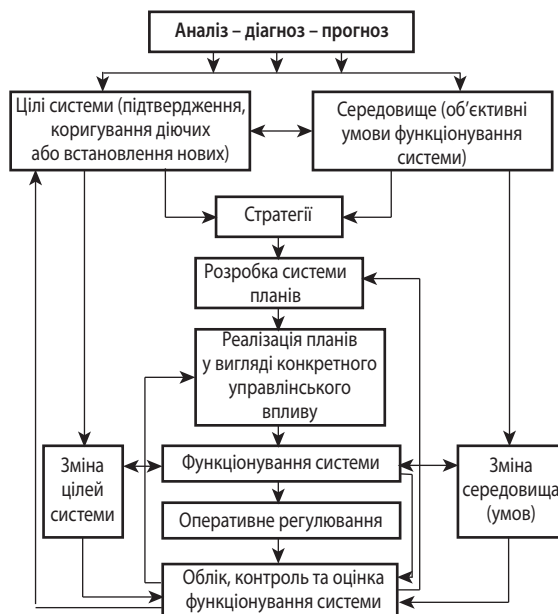 Аналіз – діагноз – прогноз
Цілі системи (підтвердження,
коригування діючих
або встановлення нових)
Середовище (об’єктивні
умови функціонування
системи)
Стратегії
Розробка системи
планів
Реалізація планів
у вигляді конкретного
управлінського
впливу
Зміна
цілей
системи
Функціонування системи
Зміна
середовища
(умов)
Оперативне регулювання
Облік, контроль та оцінка
функціонування системи